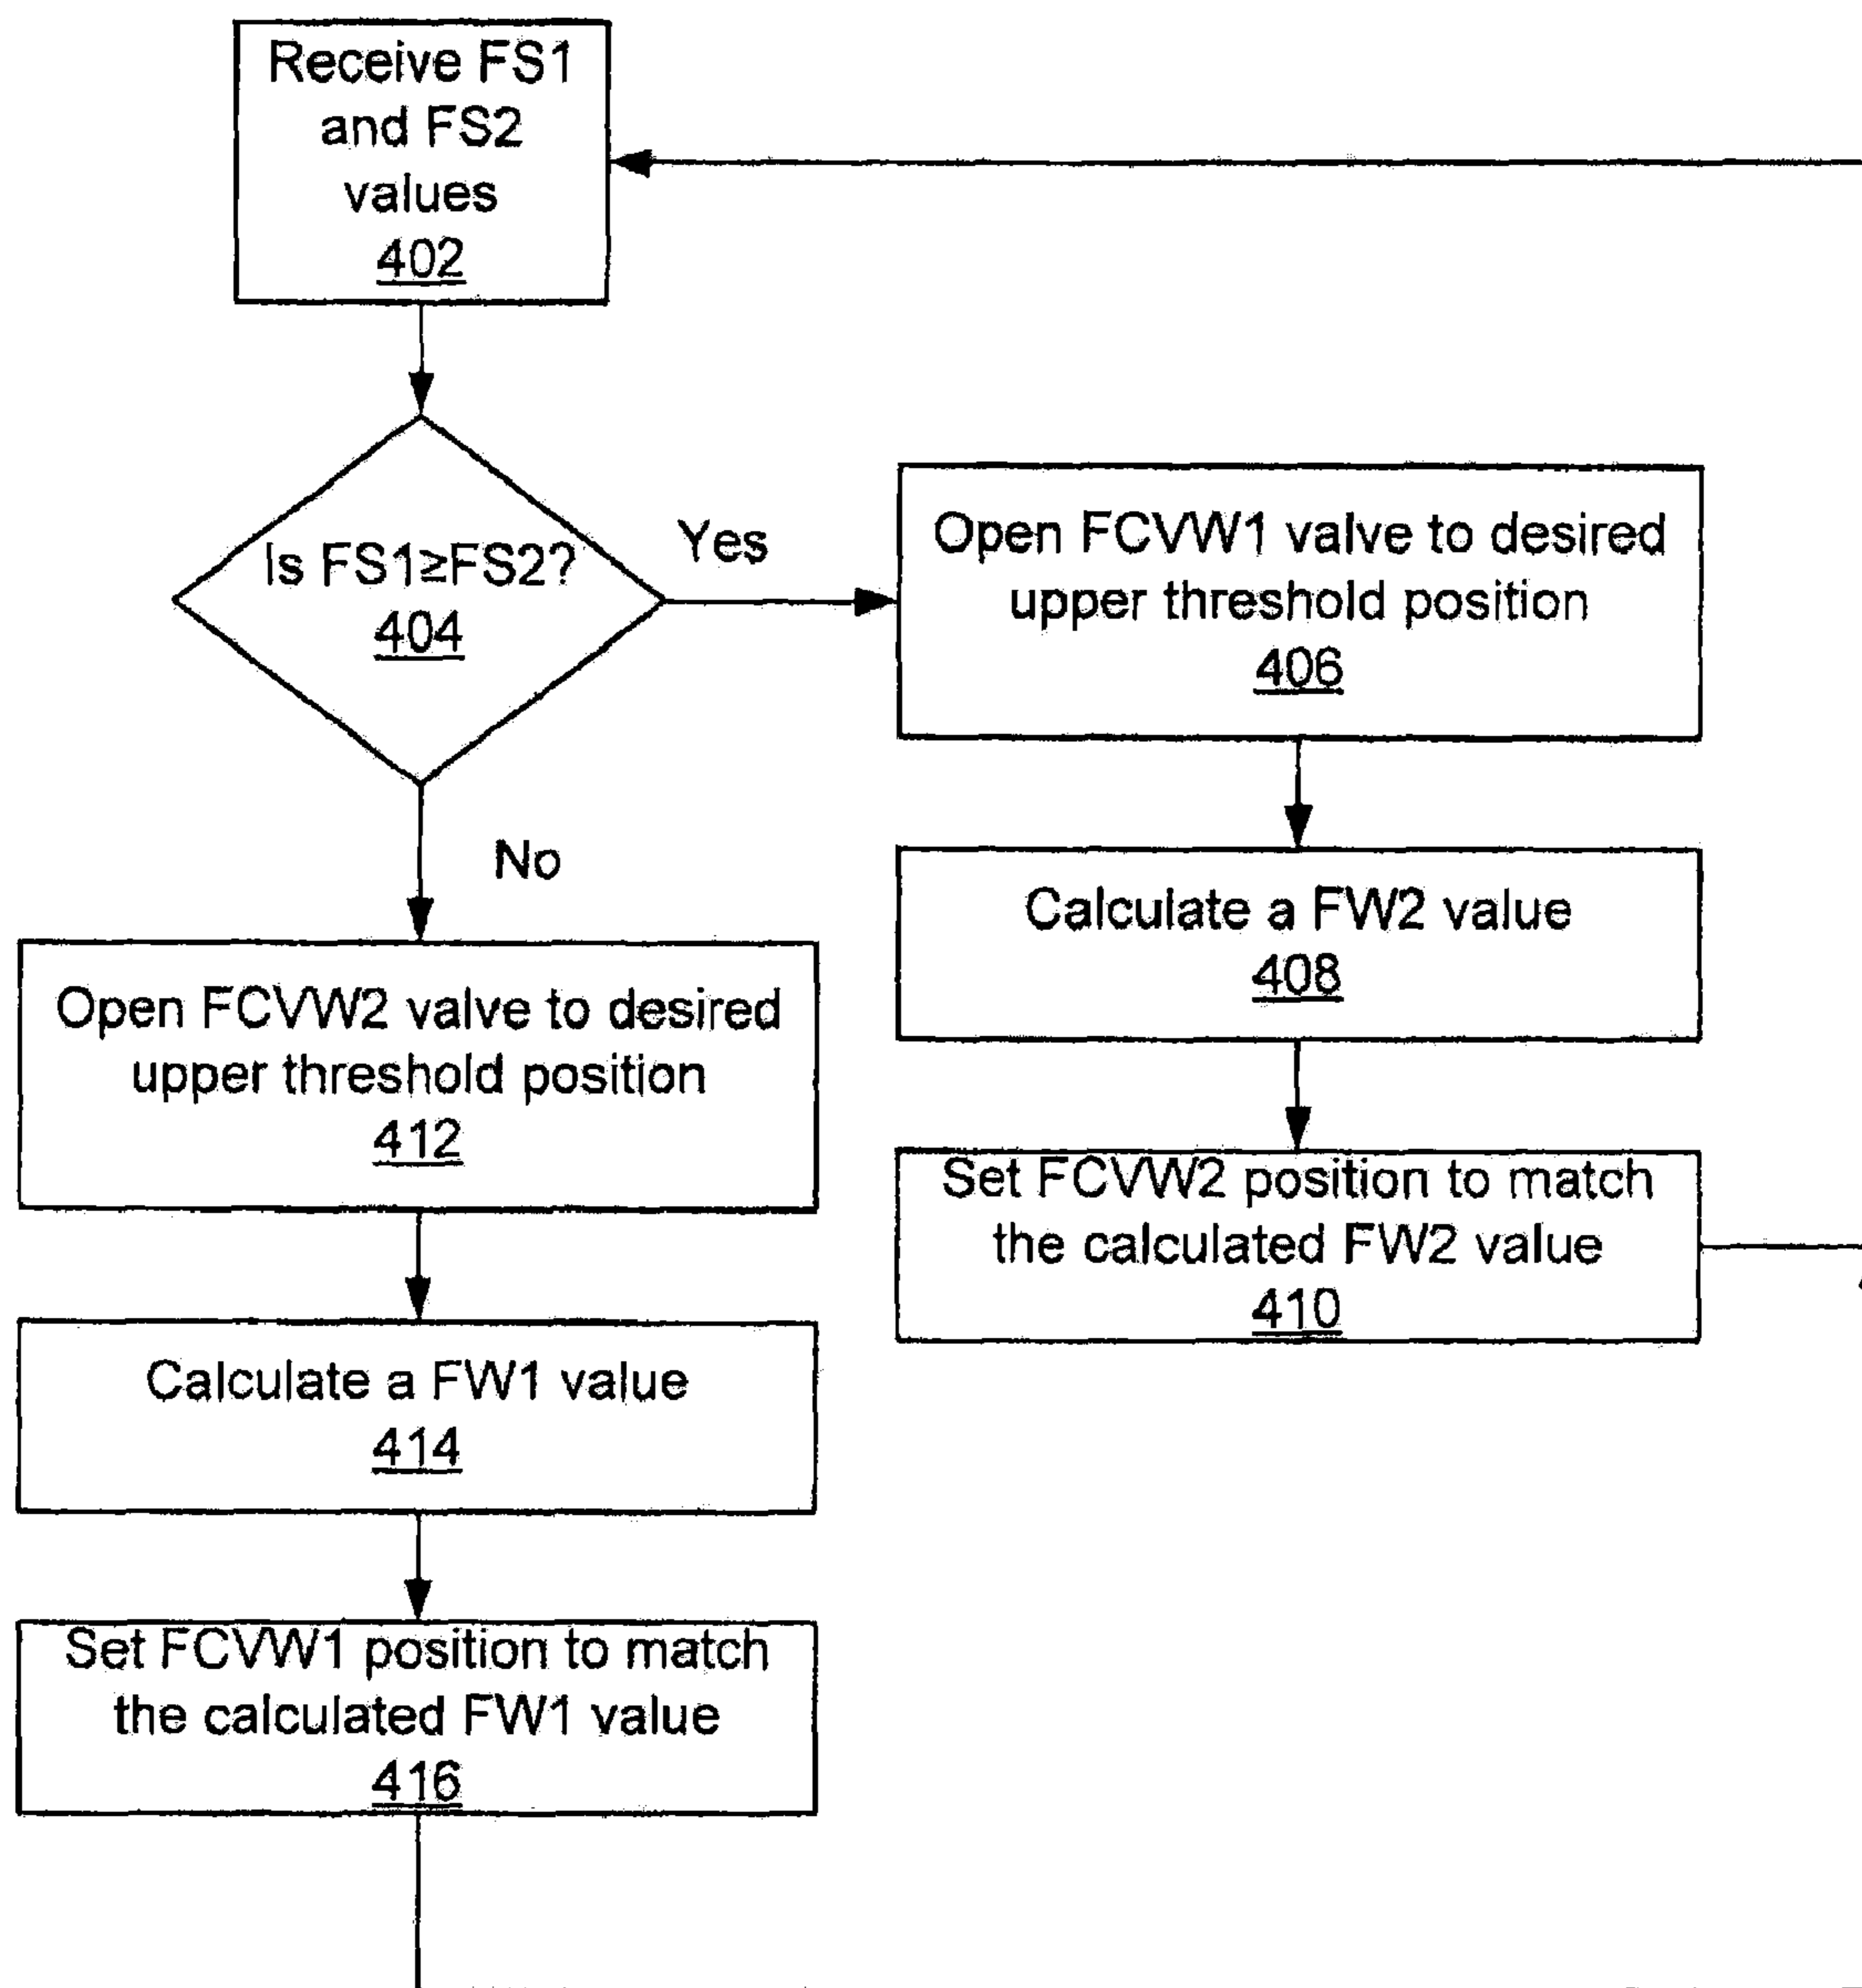 Receive FS1
and FS2
values
402
Is FS1≥FS2?
404
Yes
No
Open FCVW1 valve to desired
upper threshold position
406
Calculate a FW2 value
408
Set FCVW2 position to match
the calculated FW2 value
410
Open FCVW2 valve to desired
upper threshold position
412
Calculate a FW1 value
414
Set FCVW1 position to match
the calculated FW1 value
416